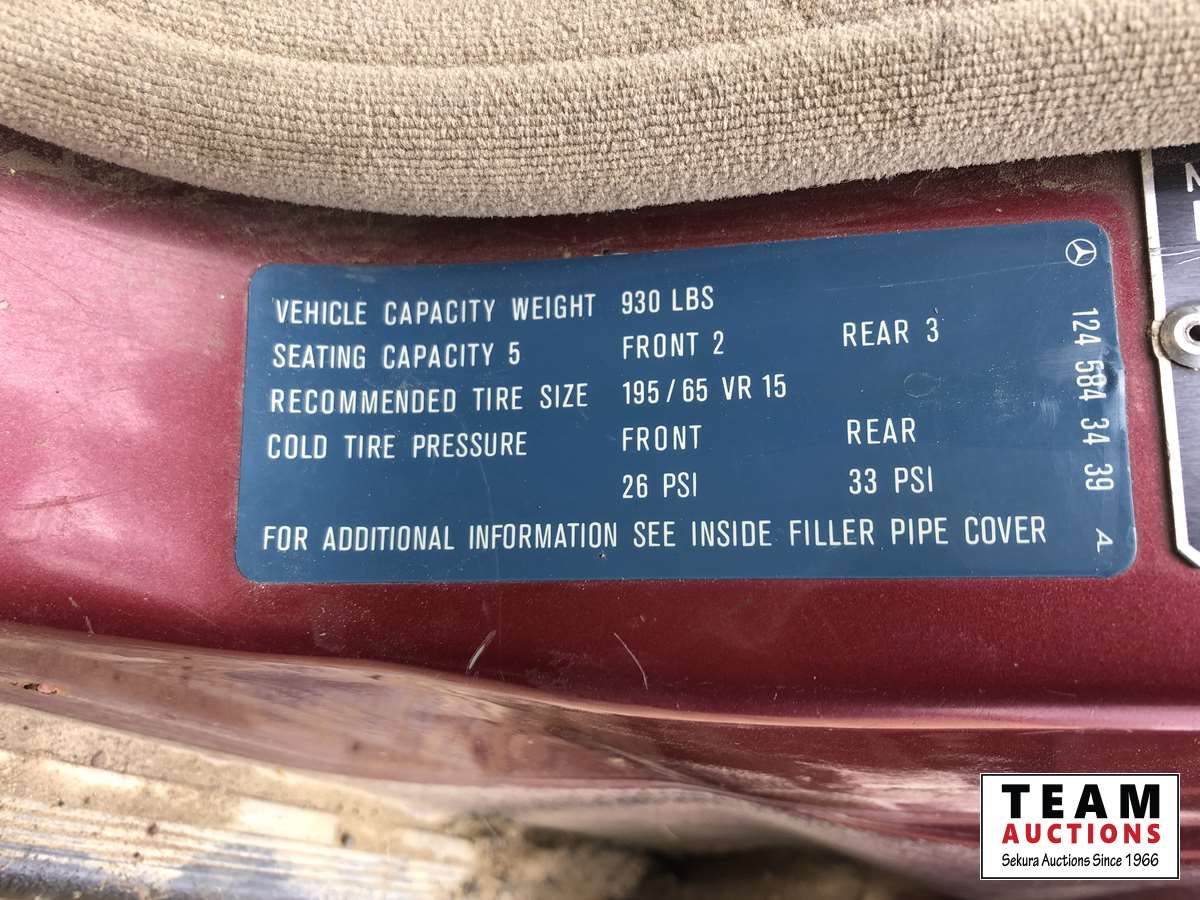 VEHICLE CAPACITY WEIGHT 930 LBS
SEATING CAPACITY 5 FRONT 2 REAR 3
RECOMMENDED TIRE SIZE 195/65 VR 15
COLD TIRE PRESSURE FRONT REAR
26 PSI 33 PSI
FOR ADDITIONAL INFORMATION SEE INSIDE FILLER PIPE COVER
124 584 34 39 A
TEAM
AUCTIONS
Sekura Auctions Since 1966